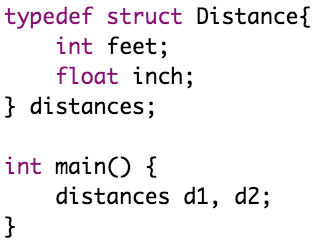 typedef struct Distance{
    int feet;
    float inch;
} distances;

int main() {
    distances d1, d2;
}